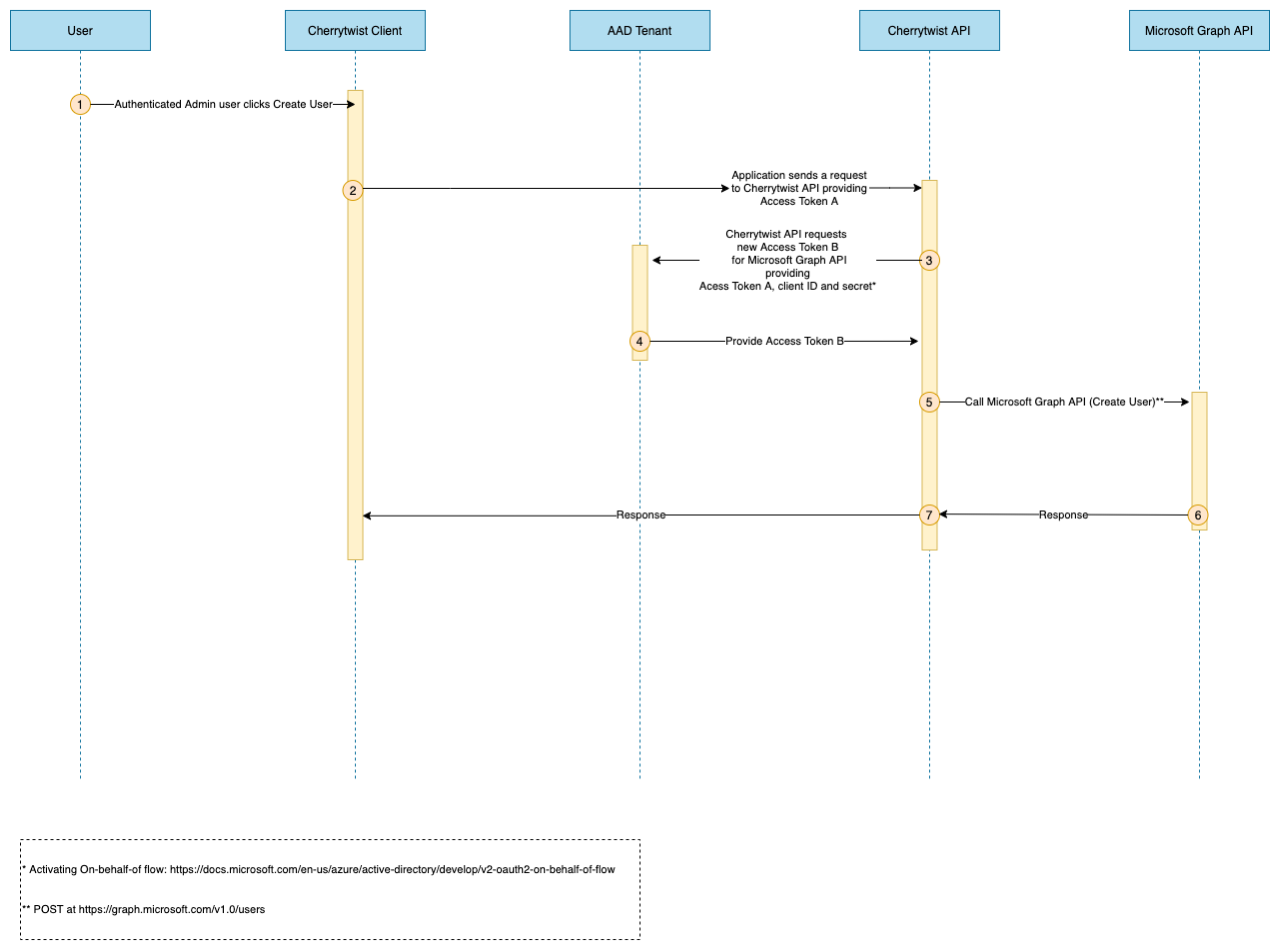 User
Cherrytwist Client
AAD Tenant
Cherrytwist API
Microsoft Graph API
1
Authenticated Admin user clicks Create User
2
Application sends a request
to Cherrytwist API providing
Access Token A
Cherrytwist API requests
new Access Token B
for Microsoft Graph API
providing
Acess Token A, client ID and secret*
3
4
Provide Access Token B
5
Call Microsoft Graph API (Create User)**
Response
7
Response
6
* Activating On-behalf-of flow: https://docs.microsoft.com/en-us/azure/active-directory/develop/v2-oauth2-on-behalf-of-flow
** POST at https://graph.microsoft.com/v1.0/users